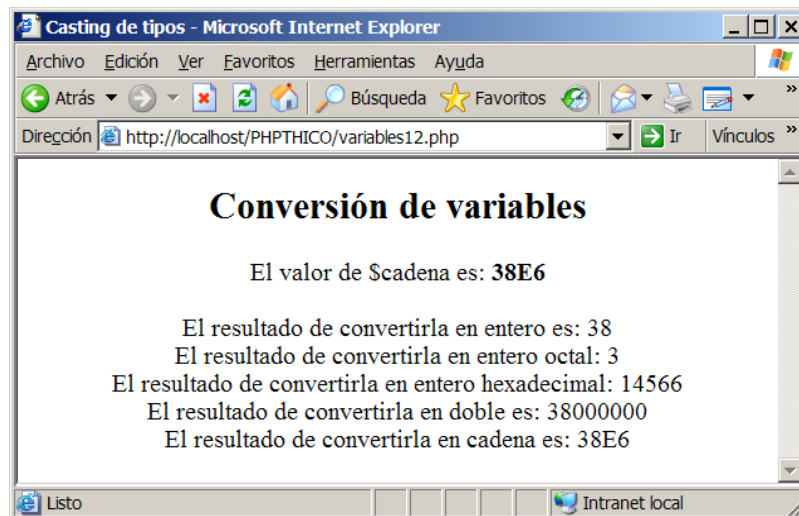 Casting de tipos - Microsoft Internet Explorer
Archivo Edición Ver Favoritos Herramientas Ayuda
Atrás Búsqueda Favoritos »
Dirección http://localhost/PHPTHICO/variables12.php Ir Vínculos »
Conversión de variables
El valor de $cadena es: 38E6
El resultado de convertirla en entero es: 38
El resultado de convertirla en entero octal: 3
El resultado de convertirla en entero hexadecimal: 14566
El resultado de convertirla en doble es: 38000000
El resultado de convertirla en cadena es: 38E6
Listo Intranet local